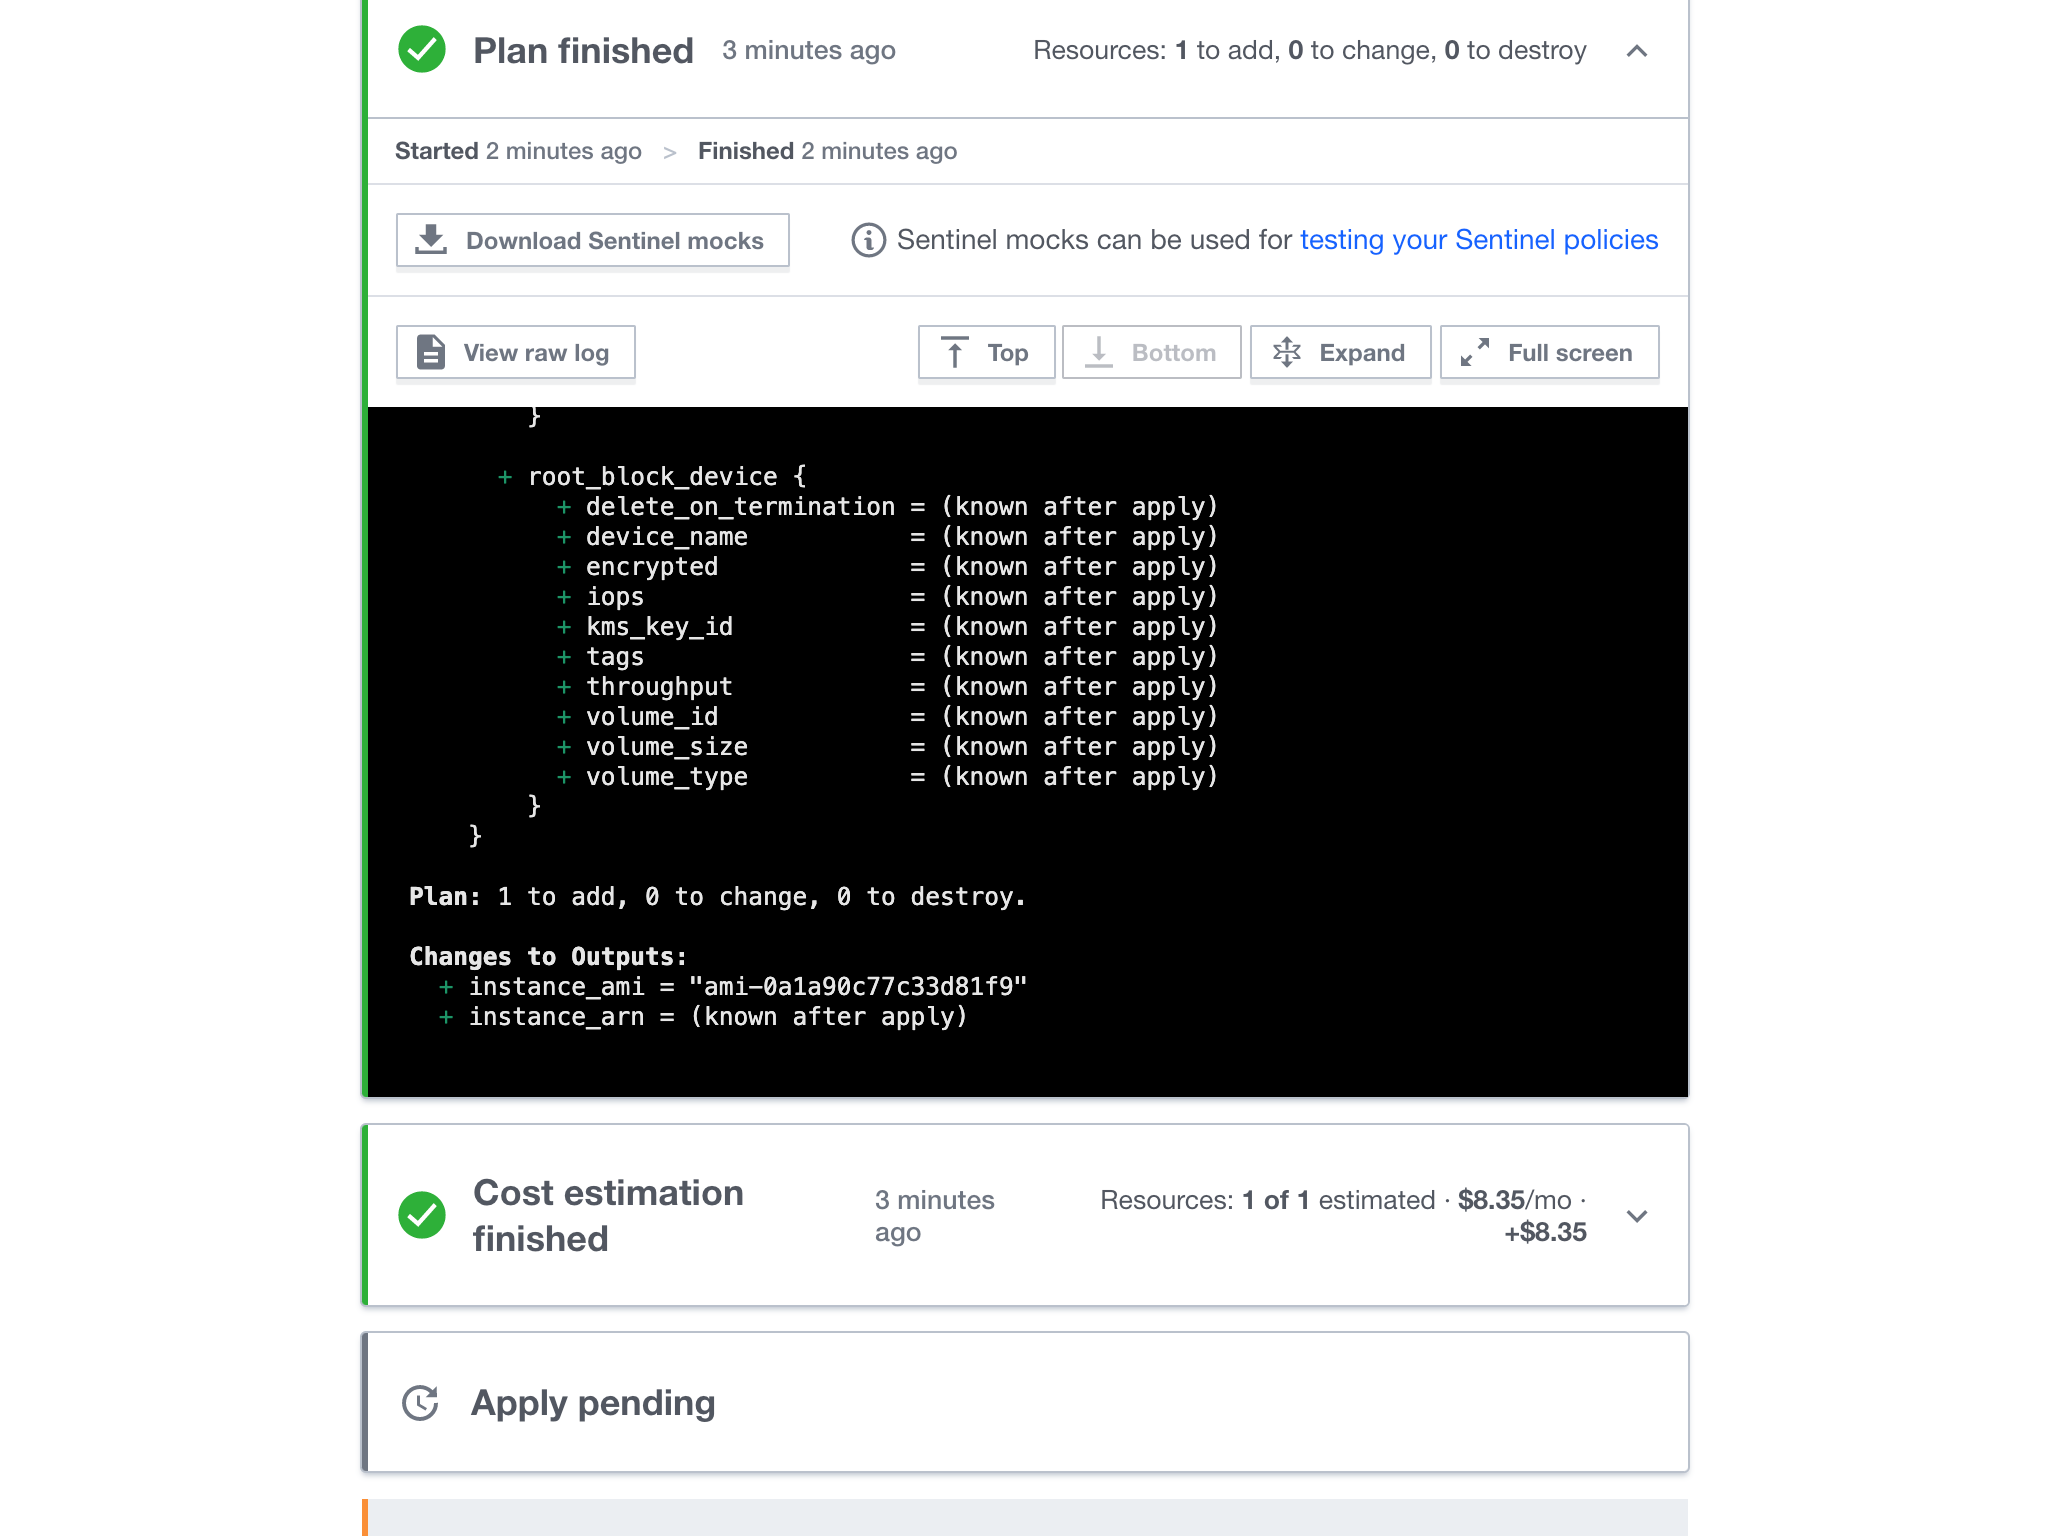 Plan finished 3 minutes ago Resources: 1 to add, 0 to change, 0 to destroy
Started 2 minutes ago > Finished 2 minutes ago
Download Sentinel mocks Sentinel mocks can be used for testing your Sentinel policies
View raw log Top Bottom Expand Full screen
}
+ root_block_device {
+ delete_on_termination = (known after apply)
+ device_name = (known after apply)
+ encrypted = (known after apply)
+ iops = (known after apply)
+ kms_key_id = (known after apply)
+ tags = (known after apply)
+ throughput = (known after apply)
+ volume_id = (known after apply)
+ volume_size = (known after apply)
+ volume_type = (known after apply)
}
}
Plan: 1 to add, 0 to change, 0 to destroy.
Changes to Outputs:
+ instance_ami = "ami-0a1a90c77c33d81f9"
+ instance_arn = (known after apply)
Cost estimation
finished
3 minutes
ago
Resources: 1 of 1 estimated · $8.35/mo ·
+$8.35
Apply pending